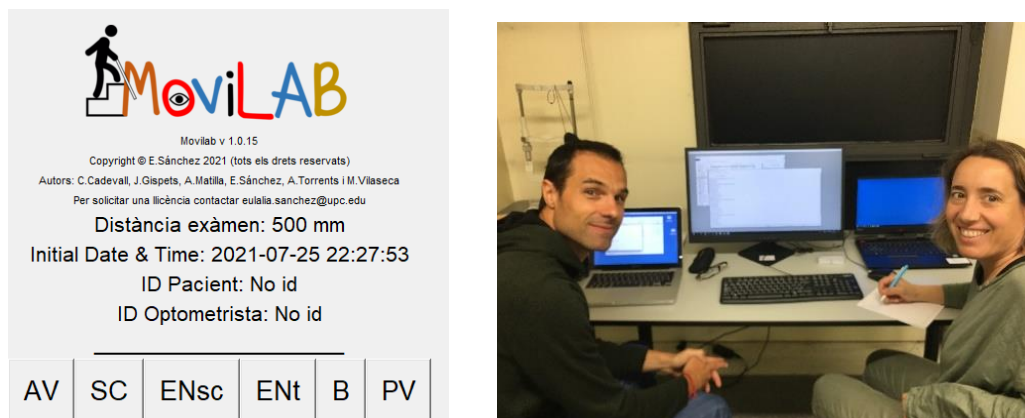 MoviLAB
Movilab v 1.0.15
Copyright © E.Sánchez 2021 (tots els drets reservats)
Autors: C.Cadevall, J.Gispets, A.Matilla, E.Sánchez, A.Torrents i M.Vilaseca
Per solicitar una llicència contactar eulalia.sanchez@upc.edu
Distància exàmen: 500 mm
Initial Date & Time: 2021-07-25 22:27:53
ID Pacient: No id
ID Optometrista: No id
AV SC ENsc ENt B PV